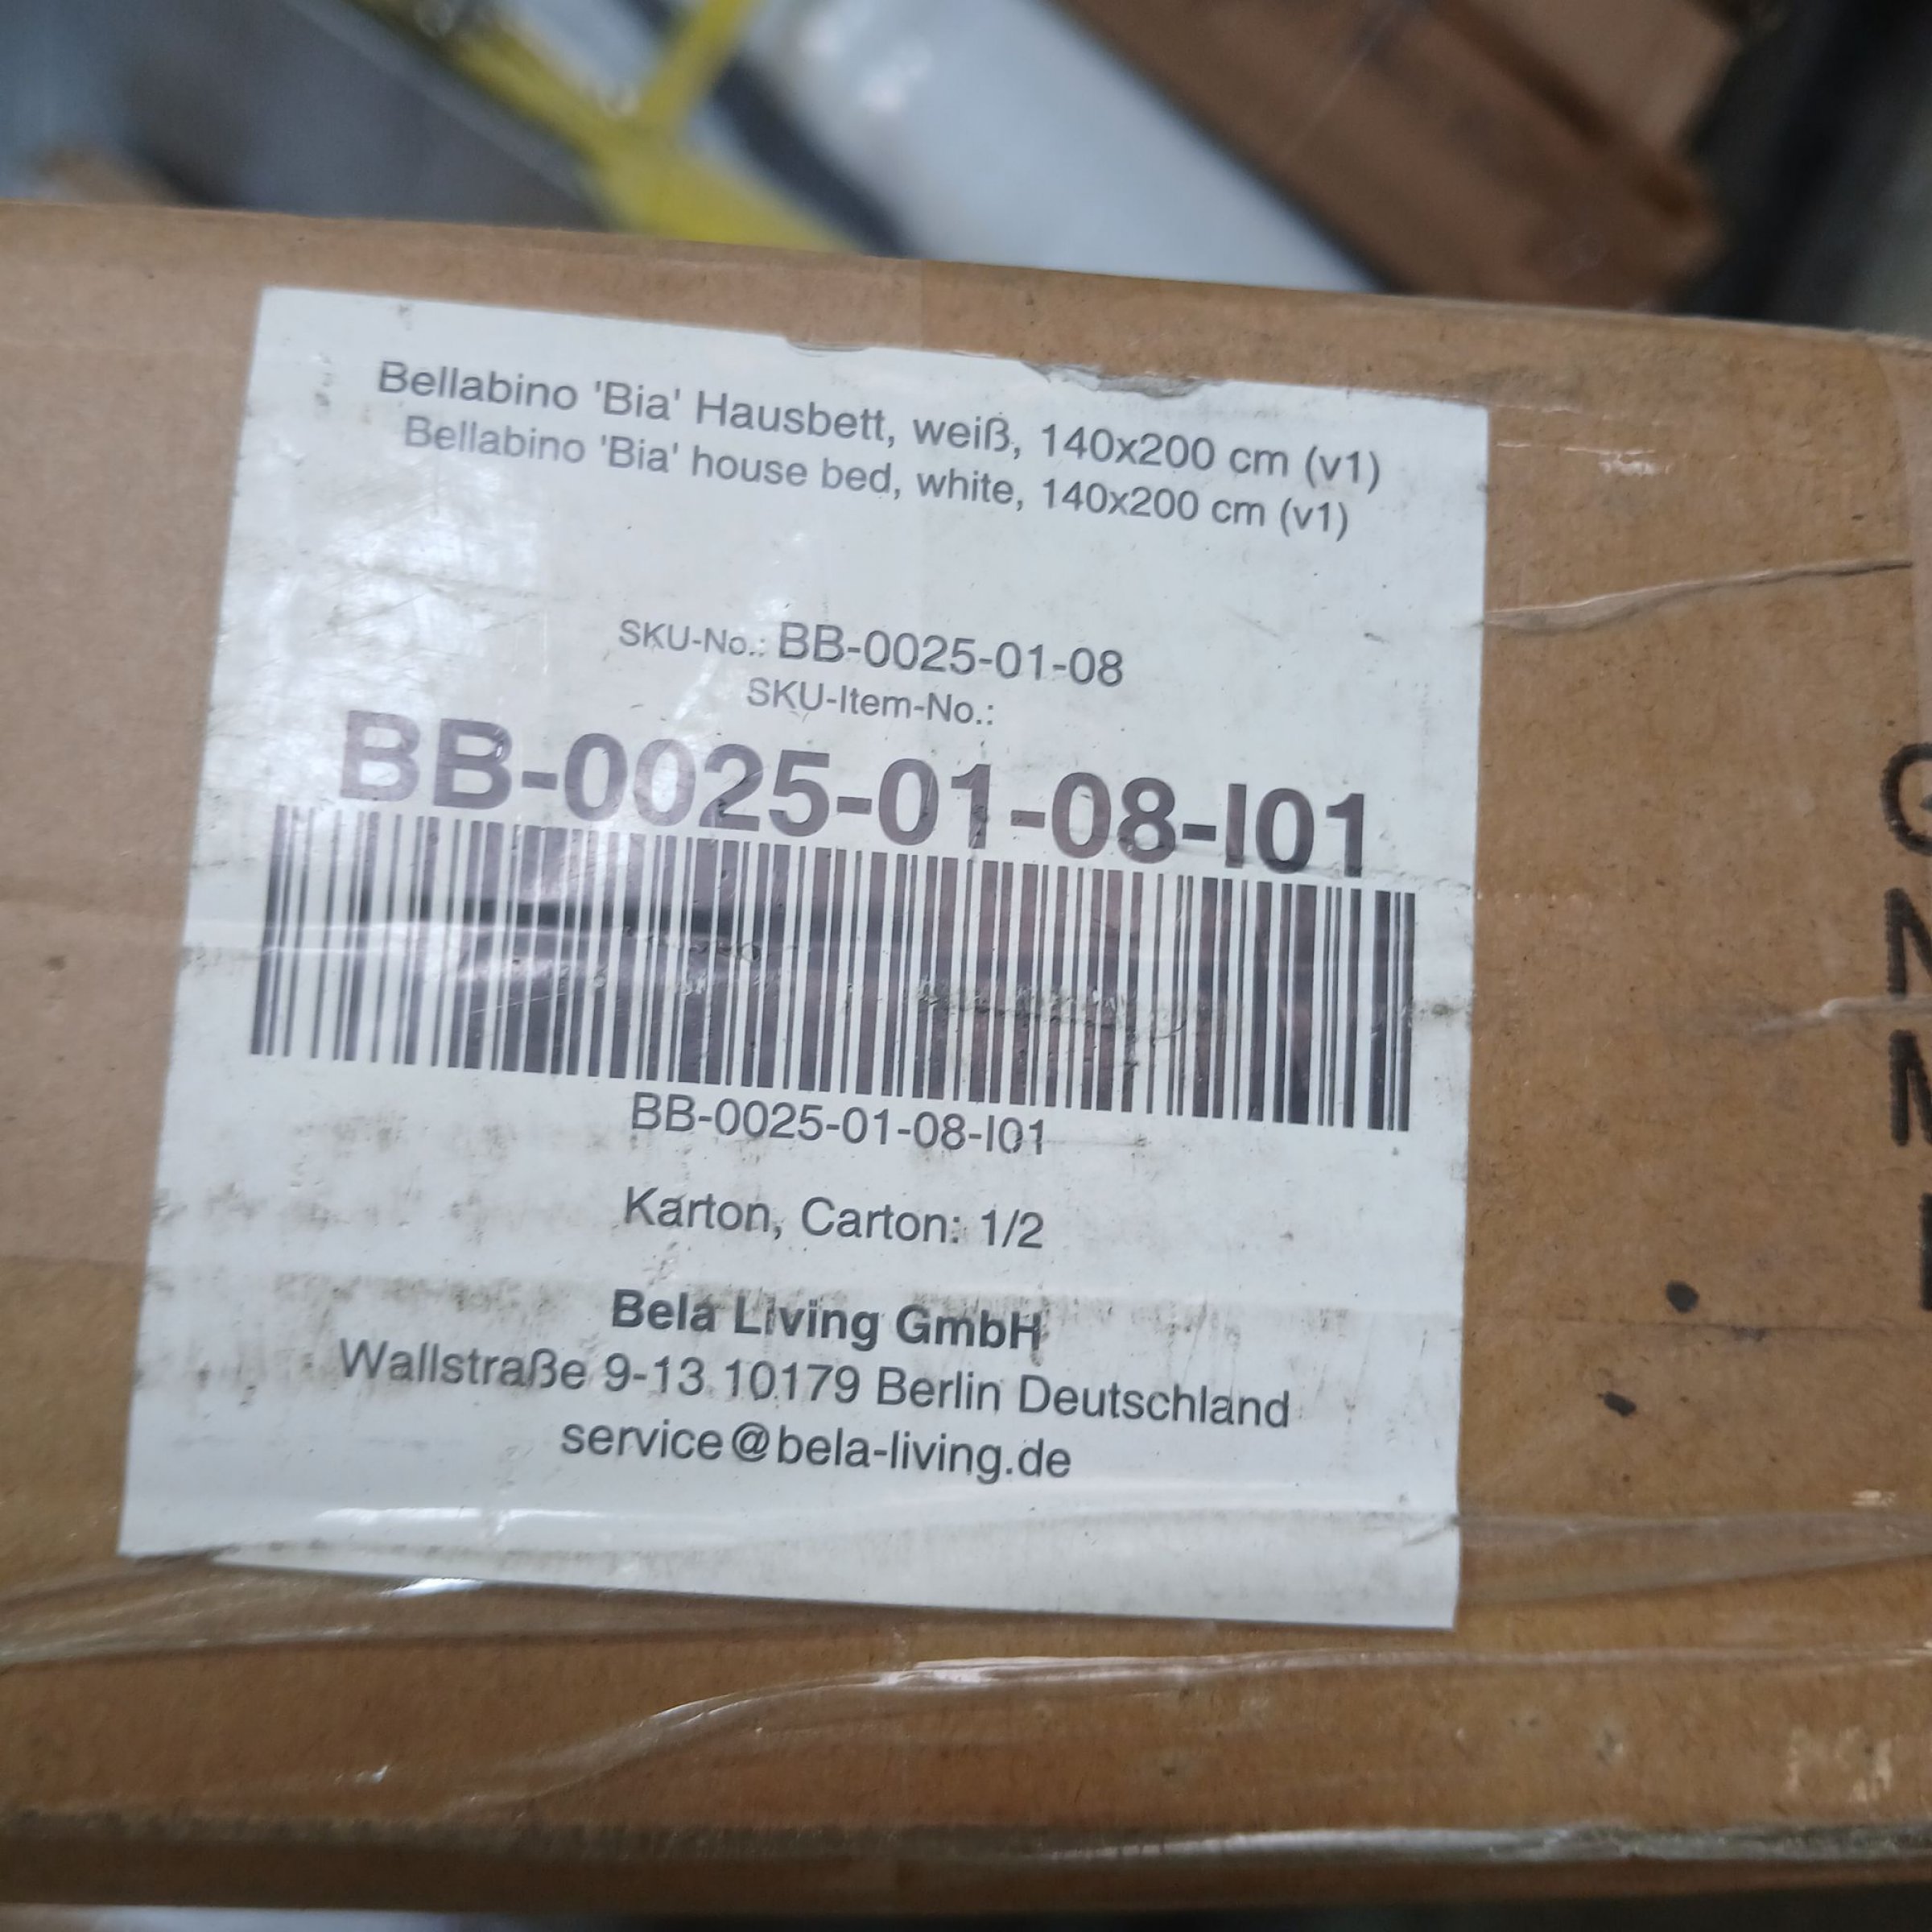 Bellabino 'Bia' Hausbett, weiß, 140x200 cm (v1)
Bellabino 'Bia' house bed, white, 140x200 cm (v1)
SKU-No.: BB-0025-01-08
SKU-Item-No.:
BB-0025-01-08-I01
BB-0025-01-08-I01
Karton, Carton: 1/2
Bela Living GmbH
Wallstraße 9-13 10179 Berlin Deutschland
service@bela-living.de